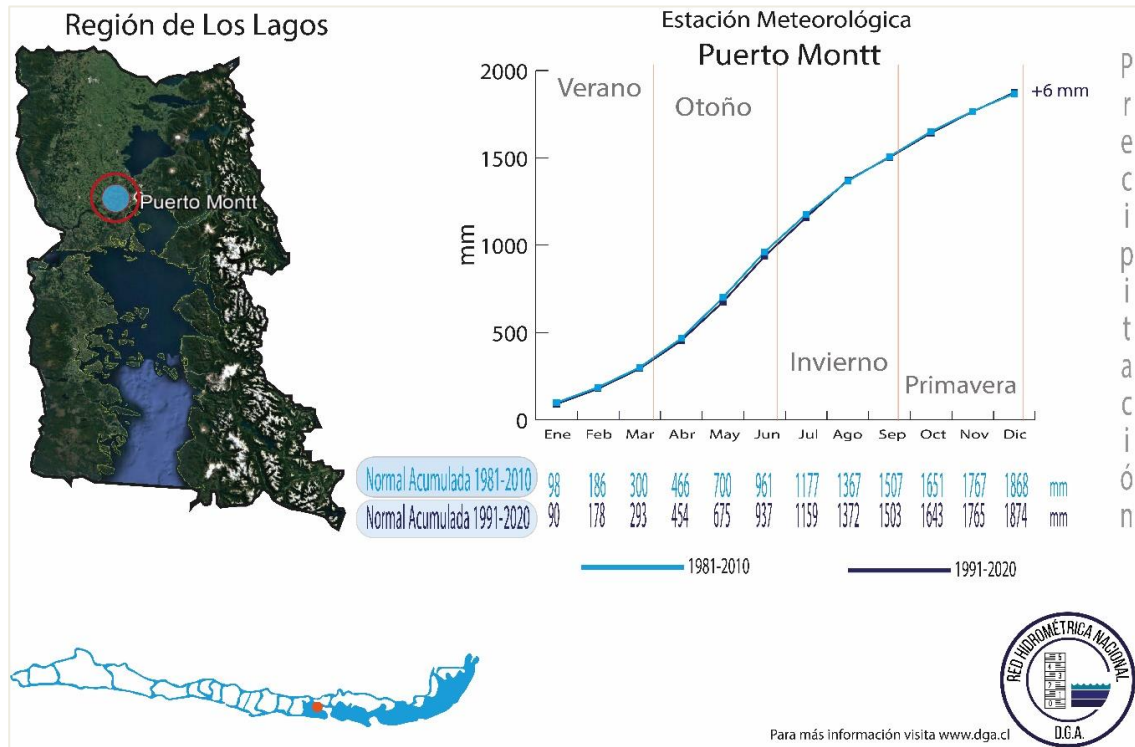 Región de Los Lagos
Puerto Montt
Estación Meteorológica
Puerto Montt
Precipitación
mm
2000
1500
1000
500
0
Verano
Otoño
Invierno
Primavera
+6 mm
Ene Feb Mar Abr May Jun Jul Ago Sep Oct Nov Dic
Normal Acumulada 1981-2010 98 186 300 466 700 961 1177 1367 1507 1651 1767 1868 mm
Normal Acumulada 1991-2020 90 178 293 454 675 937 1159 1372 1503 1643 1765 1874 mm
1981-2010 1991-2020
RED HIDROMÉTRICA NACIONAL
D.G.A.
Para más información visita www.dga.cl